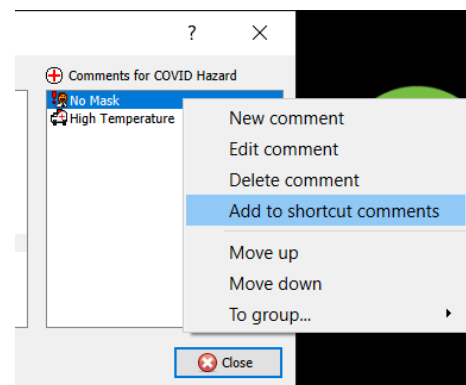 ?
Comments for COVID Hazard
No Mask
High Temperature
New comment
Edit comment
Delete comment
Add to shortcut comments
Move up
Move down
To group...
Close